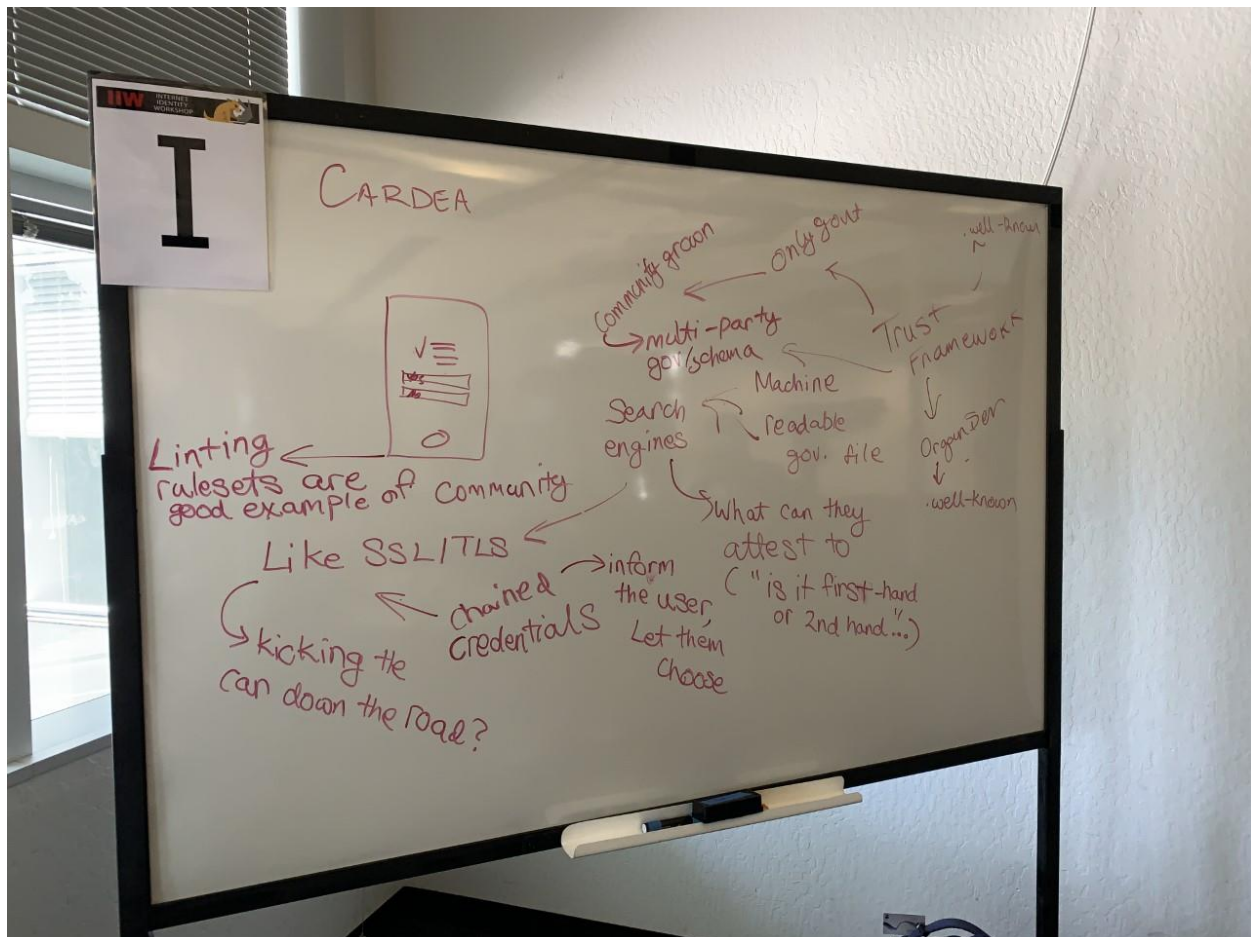 IIW INTERNET
IDENTITY
WORKSHOP
I
CARDEA
Community grown
only govt
.well-known
Trust
Framework
multi-party
gov/schema
Machine
readable
gov. file
Search
engines
.well-known
Linting
rulesets are
good example of community
What can they
attest to
("is it first-hand
or 2nd hand"...)
Like SSL/TLS
chained
credentials
inform
the user,
Let them
choose
kicking the
can down the road?